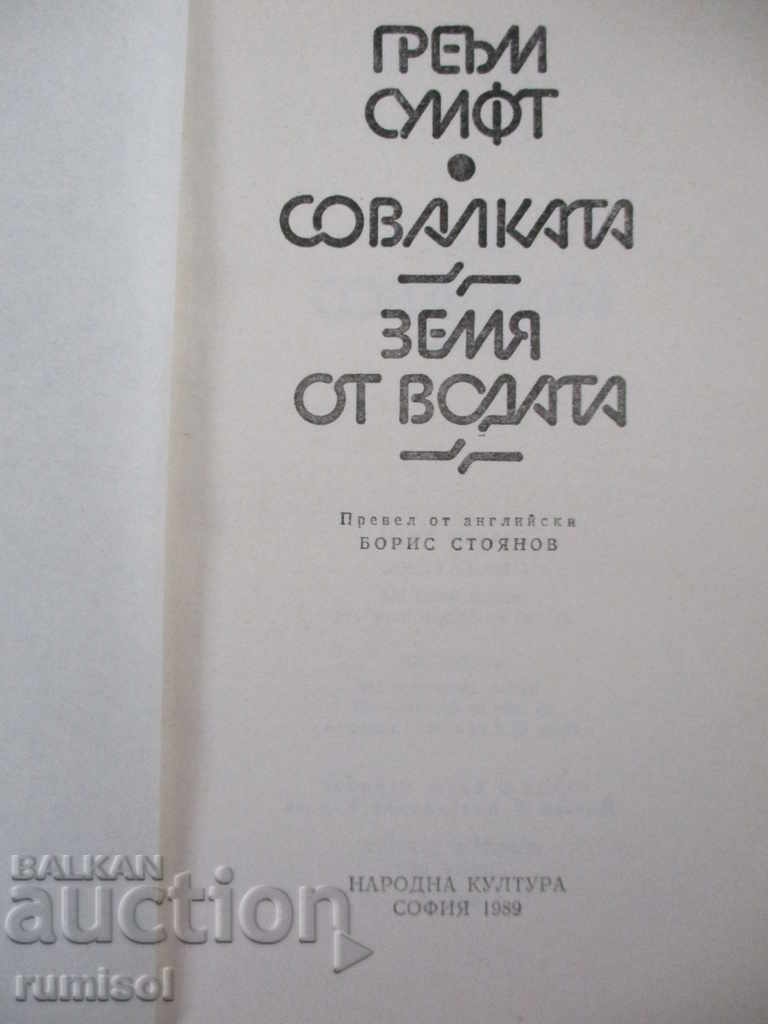 ГРЕЪМ
СУИФТ
СОВАЛКАТА
ЗЕМЯ
ОТ ВОДАТА
Превел от английски
БОРИС СТОЯНОВ
НАРОДНА КУЛТУРА
СОФИЯ 1989
BALKAN
auction
rumisol